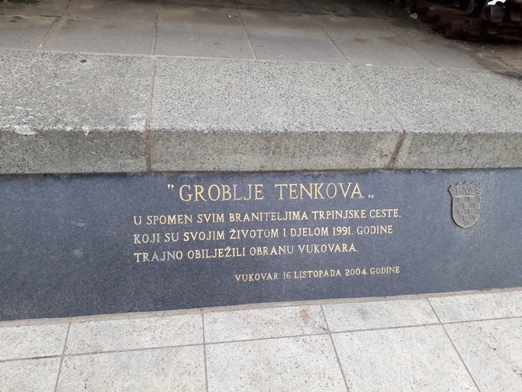 "GROBLJE TENKOVA„
U SPOMEN SVIM BRANITELJIMA TRPINJSKE CESTE.
KOJI SU SVOJIM ŽIVOTOM I DJELOM 1991. GODINE
TRAJNO OBILJEŽILI OBRANU VUKOVARA.
VUKOVAR 16 LISTOPADA 2004. GODINE